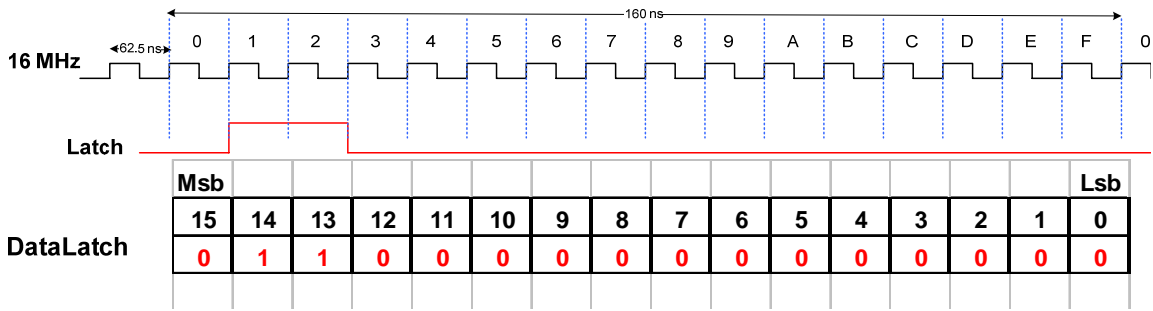 160 ns
62.5 ns 0 1 2 3 4 5 6 7 8 9 A B C D E F 0
16 MHz
Latch
Msb Lsb
15 14 13 12 11 10 9 8 7 6 5 4 3 2 1 0
DataLatch
0 1 1 0 0 0 0 0 0 0 0 0 0 0 0 0